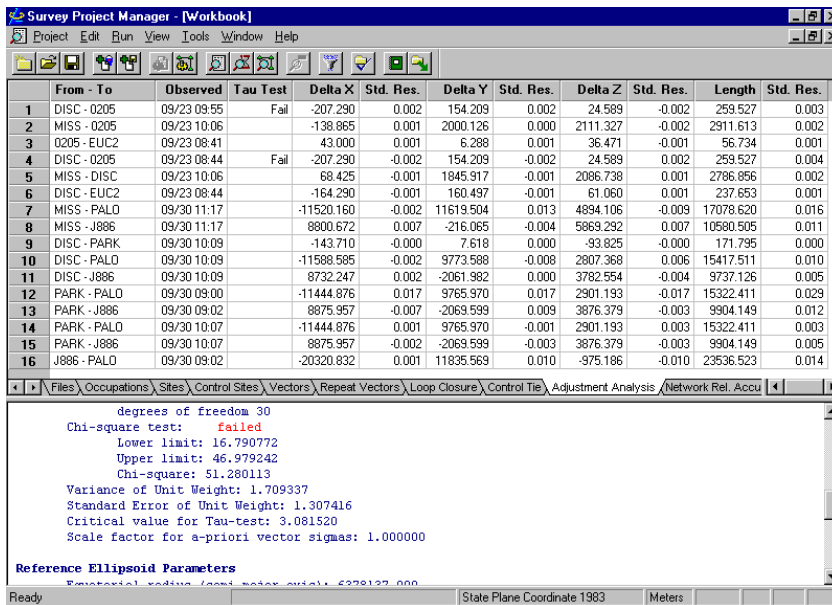 Survey Project Manager - [Workbook]
Project Edit Run View Tools Window Help
From - To Observed Tau Test Delta X Std. Res. Delta Y Std. Res. Delta Z Std. Res. Length Std. Res.
1 DISC - 0205 09/23 09:55 Fail -207.290 0.002 154.209 0.002 24.589 -0.002 259.527 0.003
2 MISS - 0205 09/23 10:06 -138.865 0.001 2000.126 0.000 2111.327 -0.002 2911.613 0.002
3 0205 - EUC2 09/23 08:41 43.000 0.001 6.288 0.001 36.471 -0.001 56.734 0.001
4 DISC - 0205 09/23 08:44 Fail -207.290 -0.002 154.209 -0.002 24.589 0.002 259.527 0.004
5 MISS - DISC 09/23 10:06 68.425 0.001 1845.917 -0.001 2086.738 0.001 2786.856 0.002
6 DISC - EUC2 09/23 08:44 -164.290 -0.001 160.497 -0.001 61.060 0.001 237.653 0.001
7 MISS - PALO 09/30 11:17 -11520.160 -0.002 11619.504 0.013 4894.106 -0.009 17078.620 0.016
8 MISS - J886 09/30 11:17 8800.672 0.007 -216.065 -0.004 5869.292 0.007 10580.505 0.011
9 DISC - PARK 09/30 10:09 -143.710 -0.000 7.618 0.000 -93.825 -0.000 171.795 0.000
10 DISC - PALO 09/30 10:09 -11588.585 -0.002 9773.588 -0.008 2807.368 0.006 15417.511 0.010
11 DISC - J886 09/30 10:09 8732.247 0.002 -2061.982 0.000 3782.554 -0.004 9737.126 0.005
12 PARK - PALO 09/30 09:00 -11444.876 0.017 9765.970 0.017 2901.193 -0.017 15322.411 0.029
13 PARK - J886 09/30 09:02 8875.957 -0.007 -2069.599 0.009 3876.379 -0.003 9904.149 0.012
14 PARK - PALO 09/30 10:07 -11444.876 0.001 9765.970 -0.001 2901.193 0.003 15322.411 0.003
15 PARK - J886 09/30 10:07 8875.957 -0.002 -2069.599 -0.003 3876.379 -0.003 9904.149 0.005
16 J886 - PALO 09/30 09:02 -20320.832 0.001 11835.569 0.010 -975.186 -0.010 23536.523 0.014
Files Occupations Sites Control Sites Vectors Repeat Vectors Loop Closure Control Tie Adjustment Analysis Network Rel. Accu
degrees of freedom 30
Chi-square test: failed
Lower limit: 16.790772
Upper limit: 46.979242
Chi-square: 51.280113
Variance of Unit Weight: 1.709337
Standard Error of Unit Weight: 1.307416
Critical value for Tau-test: 3.081520
Scale factor for a-priori vector sigmas: 1.000000
Reference Ellipsoid Parameters
Equatorial radius (semi-major axis): 6378137.000
Ready State Plane Coordinate 1983 Meters